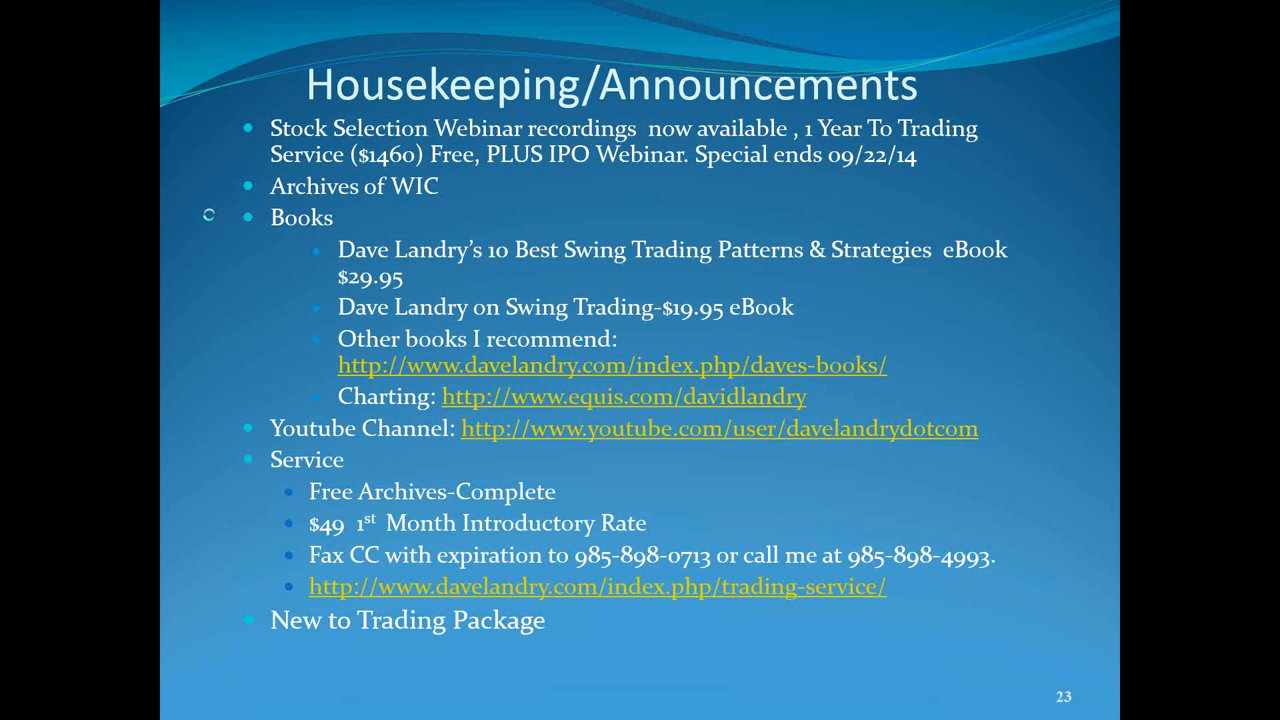 Housekeeping/Announcements
Stock Selection Webinar recordings now available , 1 Year To Trading
Service ($1460) Free, PLUS IPO Webinar. Special ends 09/22/14
Archives of WIC
Books
Dave Landry’s 10 Best Swing Trading Patterns & Strategies eBook
$29.95
Dave Landry on Swing Trading-$19.95 eBook
Other books I recommend:
http://www.davelandry.com/index.php/daves-books/
Charting: http://www.equis.com/davidlandry
Youtube Channel: http://www.youtube.com/user/davelandrydotcom
Service
Free Archives-Complete
$49 1st Month Introductory Rate
Fax CC with expiration to 985-898-0713 or call me at 985-898-4993.
http://www.davelandry.com/index.php/trading-service/
New to Trading Package
23